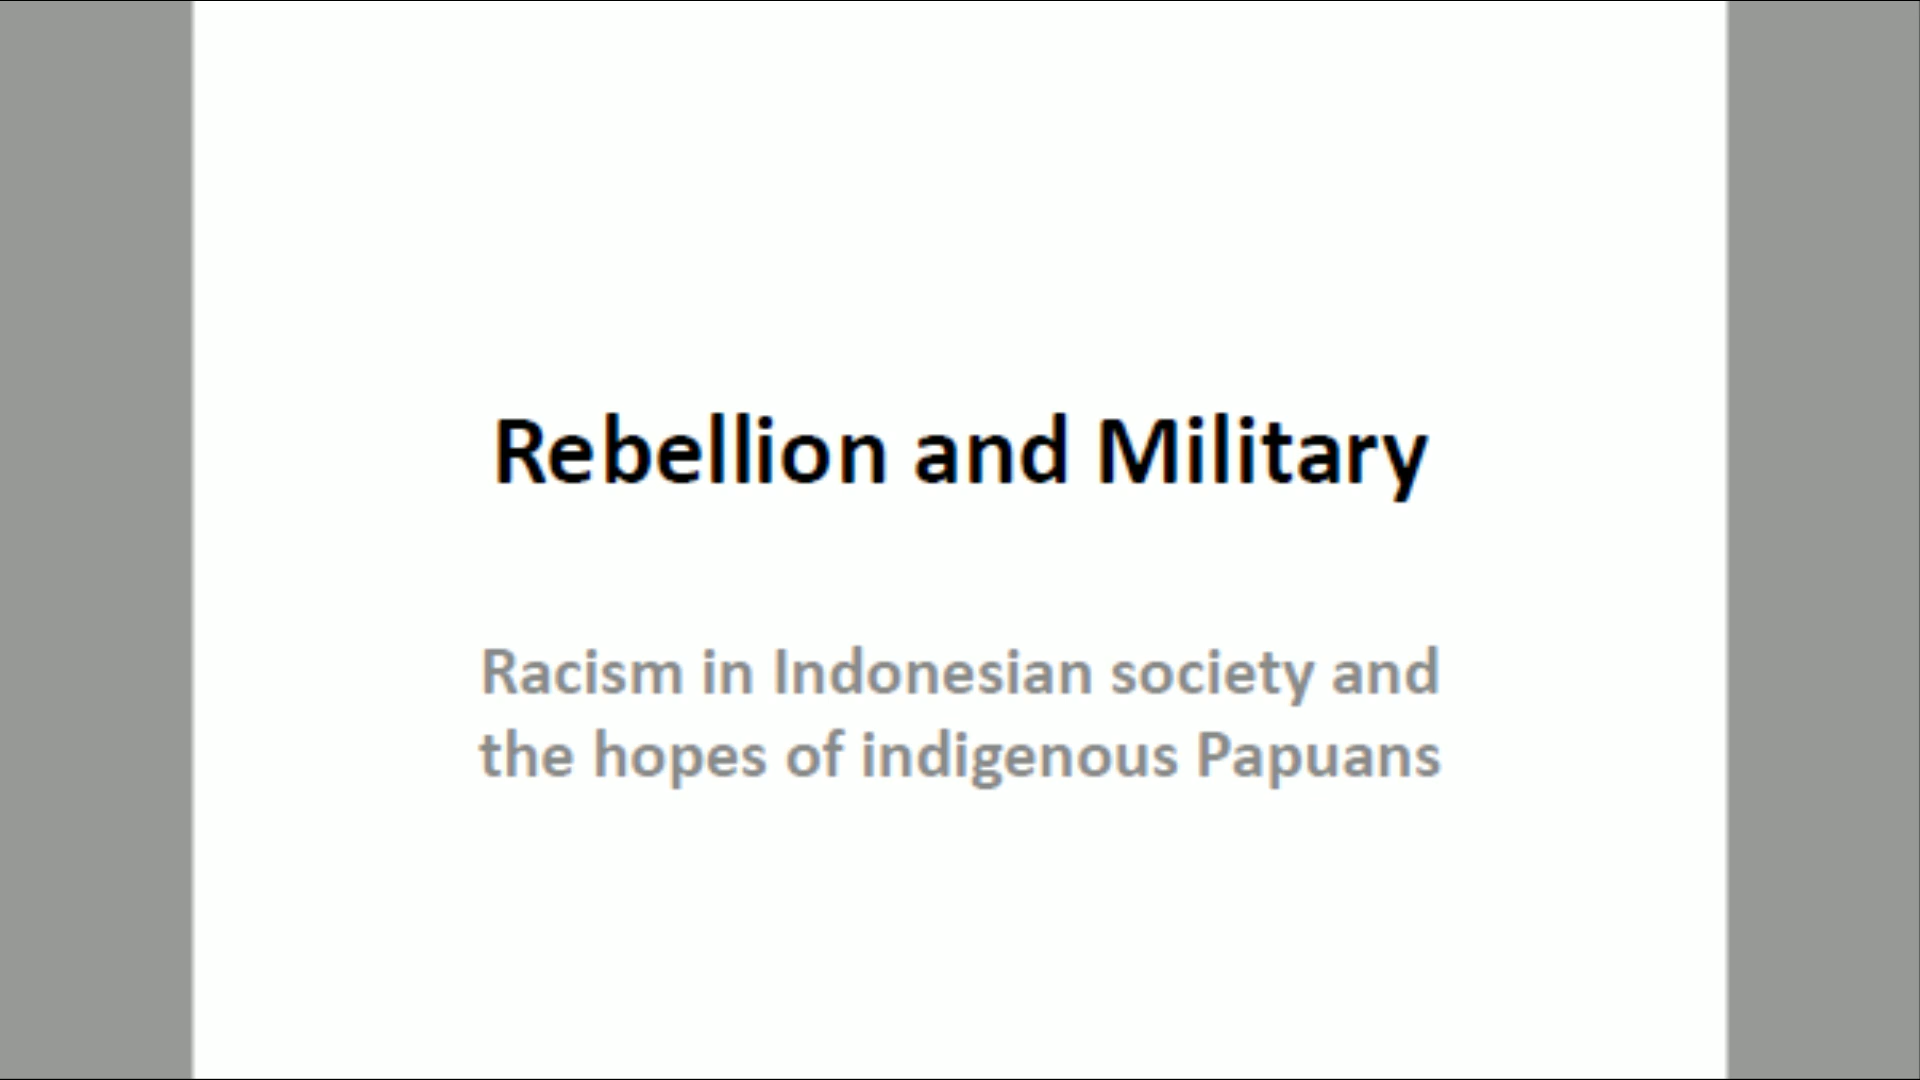 Rebellion and Military
Racism in Indonesian society and
the hopes of indigenous Papuans